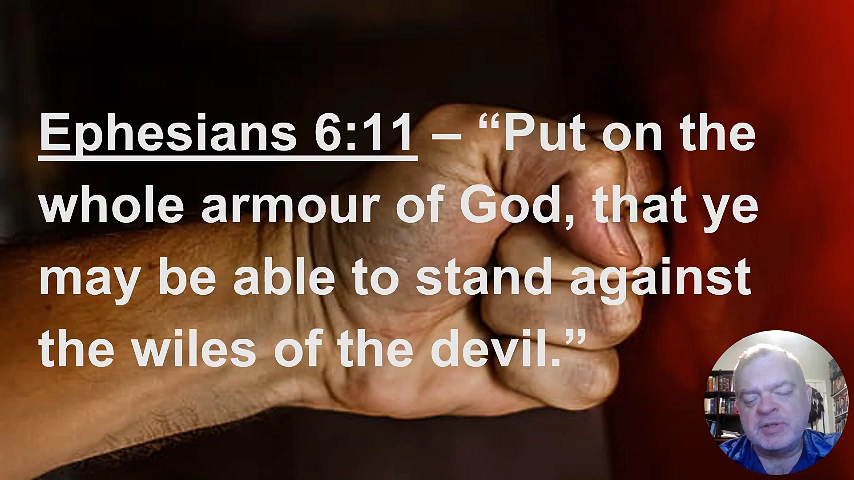 Ephesians 6:11 – “Put on the
whole armour of God, that ye
may be able to stand against
the wiles of the devil.”